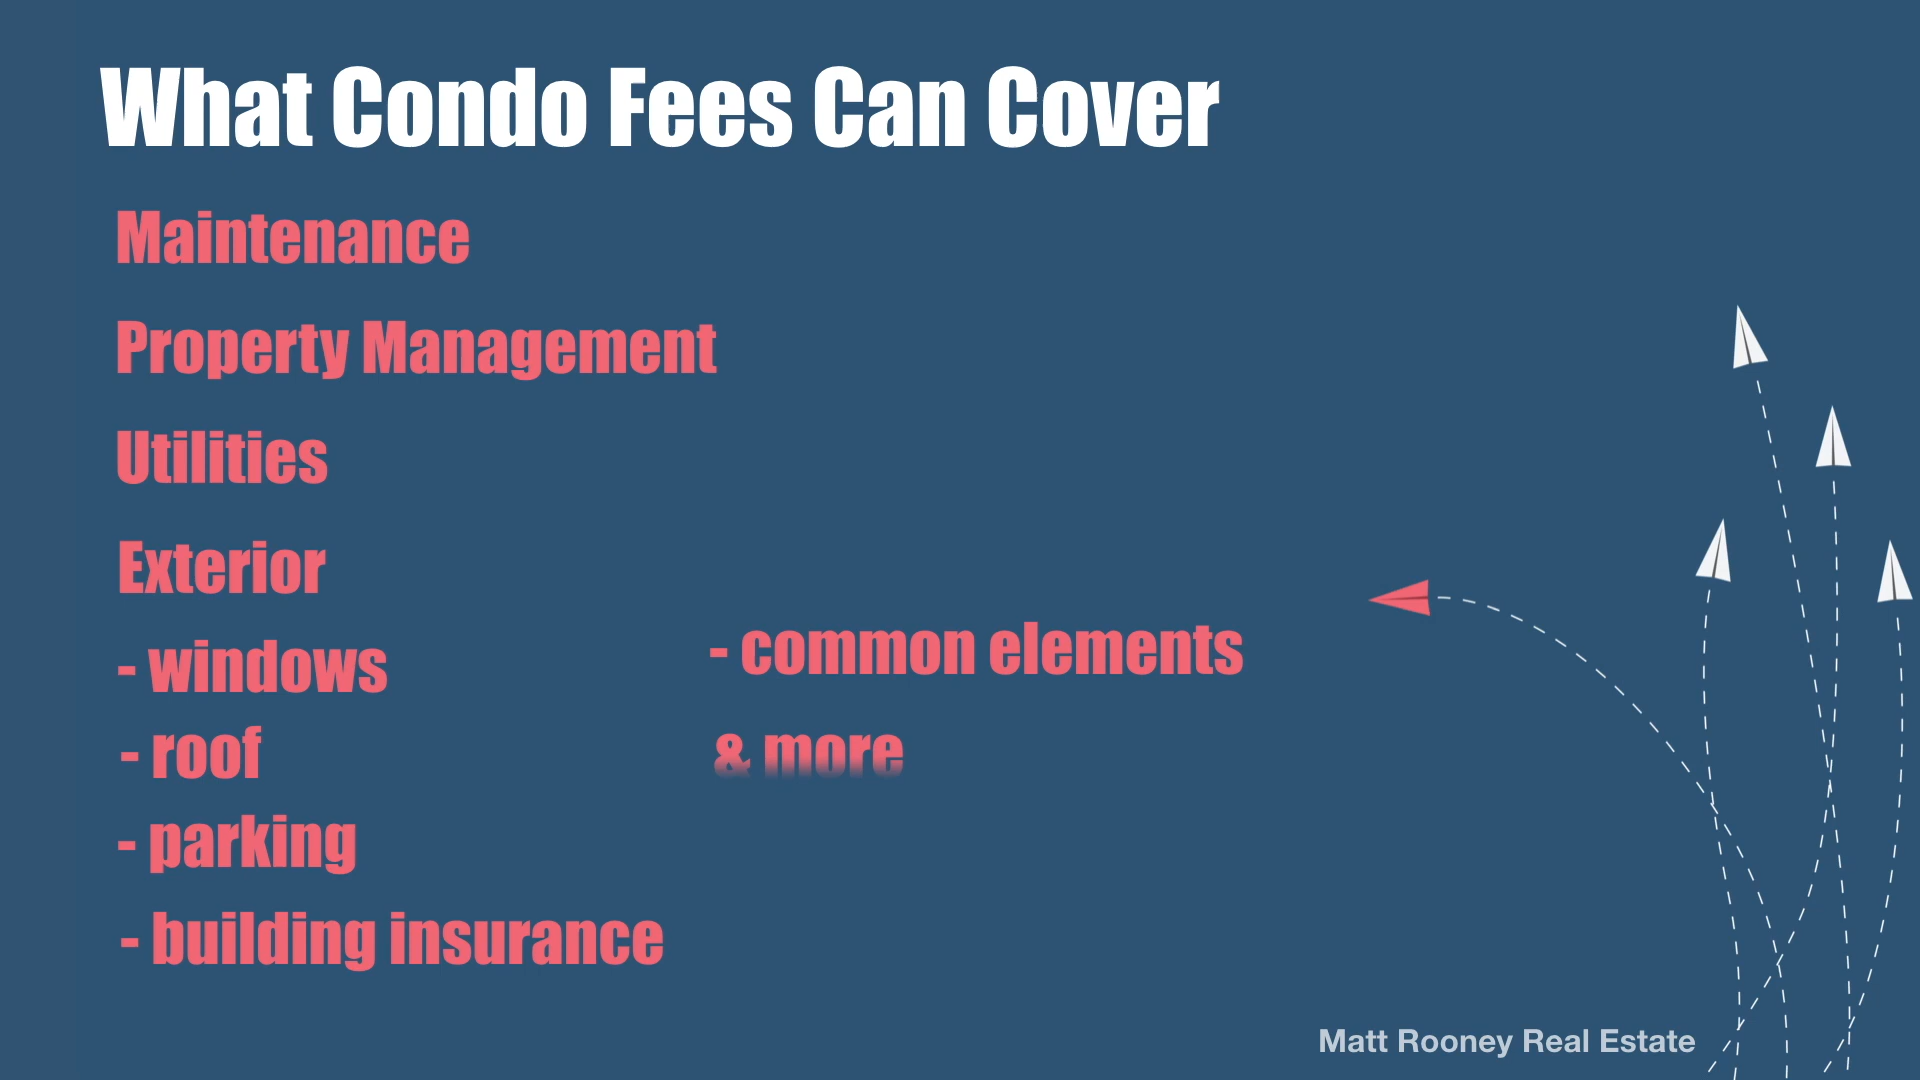 What Condo Fees Can Cover
Maintenance
Property Management
Utilities
Exterior
- windows
- roof
- parking
- building insurance
- common elements
& more
Matt Rooney Real Estate